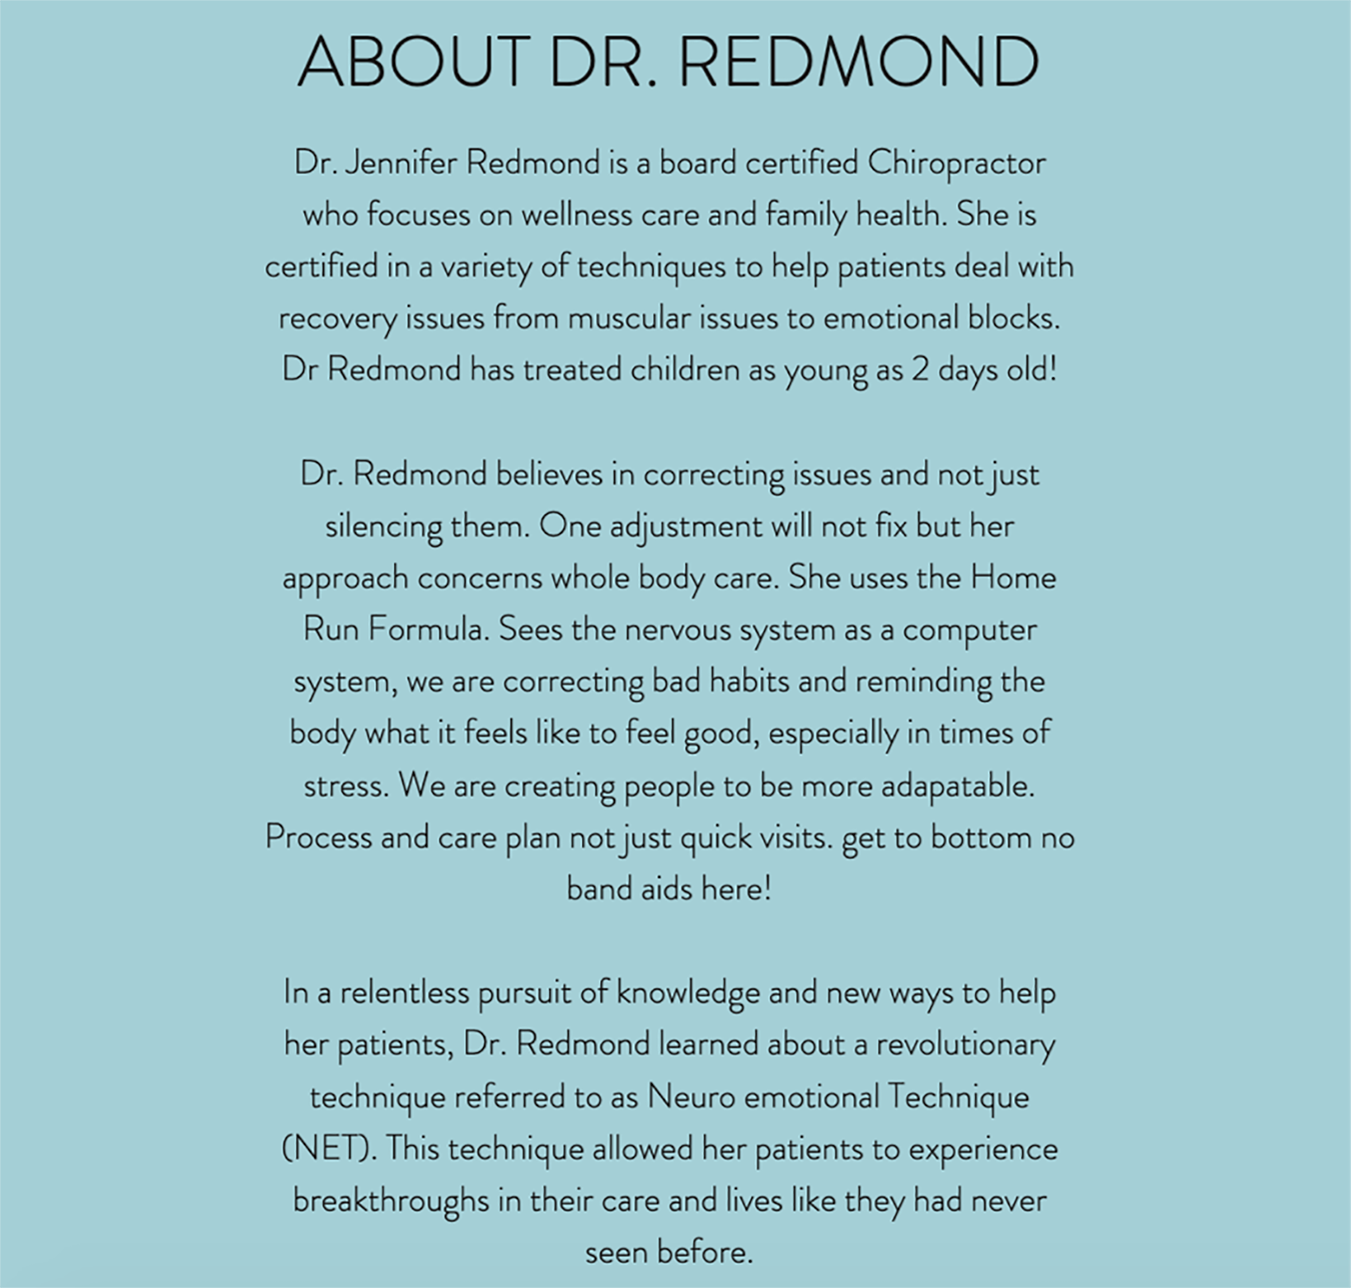 ABOUT DR. REDMOND
Dr. Jennifer Redmond is a board certified Chiropractor
who focuses on wellness care and family health. She is
certified in a variety of techniques to help patients deal with
recovery issues from muscular issues to emotional blocks.
Dr Redmond has treated children as young as 2 days old!
Dr. Redmond believes in correcting issues and not just
silencing them. One adjustment will not fix but her
approach concerns whole body care. She uses the Home
Run Formula. Sees the nervous system as a computer
system, we are correcting bad habits and reminding the
body what it feels like to feel good, especially in times of
stress. We are creating people to be more adapatable.
Process and care plan not just quick visits. get to bottom no
band aids here!
In a relentless pursuit of knowledge and new ways to help
her patients, Dr. Redmond learned about a revolutionary
technique referred to as Neuro emotional Technique
(NET). This technique allowed her patients to experience
breakthroughs in their care and lives like they had never
seen before.